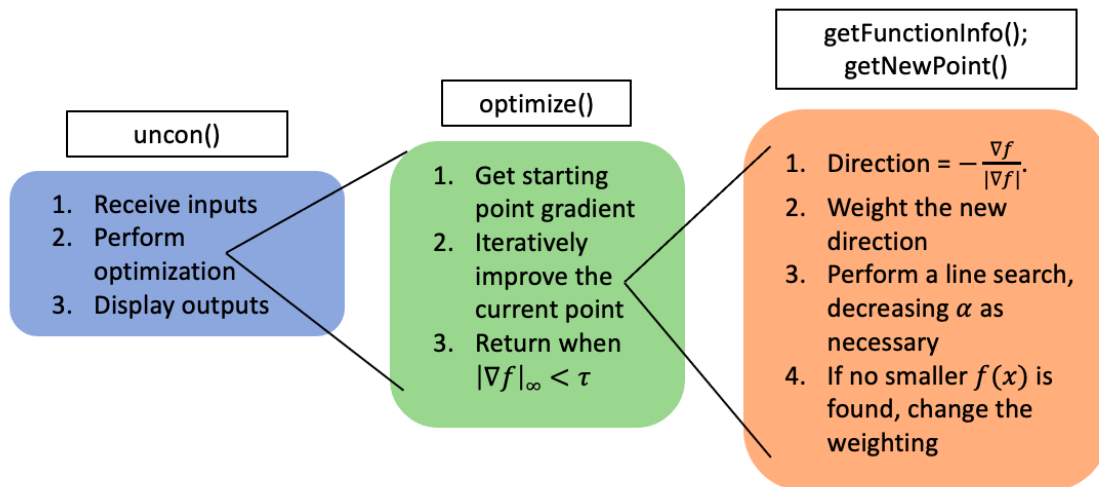 uncon()
1. Receive inputs
2. Perform
optimization
3. Display outputs
optimize()
1. Get starting
point gradient
2. Iteratively
improve the
current point
3. Return when
|∇f|∞ < τ
getFunctionInfo();
getNewPoint()
1. Direction = −∇f/|∇f|.
2. Weight the new
direction
3. Perform a line search,
decreasing α as
necessary
4. If no smaller f(x) is
found, change the
weighting